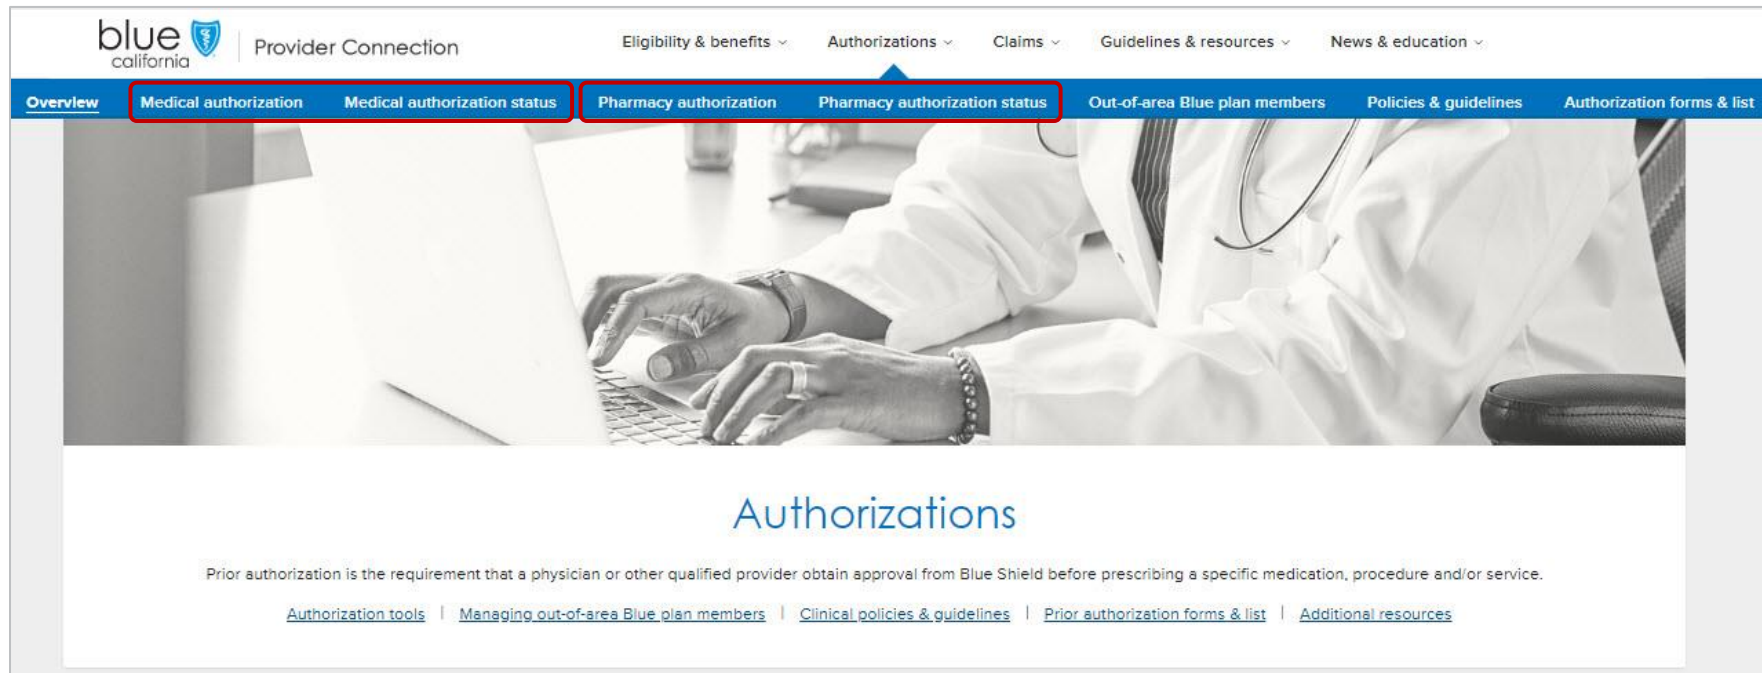 blue
california
Provider Connection
Eligibility & benefits
Authorizations
Claims
Guidelines & resources
News & education
Overview
Medical authorization
Medical authorization status
Pharmacy authorization
Pharmacy authorization status
Out-of-area Blue plan members
Policies & guidelines
Authorization forms & list
Authorizations
Prior authorization is the requirement that a physician or other qualified provider obtain approval from Blue Shield before prescribing a specific medication, procedure and/or service.
Authorization tools | Managing out-of-area Blue plan members | Clinical policies & guidelines | Prior authorization forms & list | Additional resources